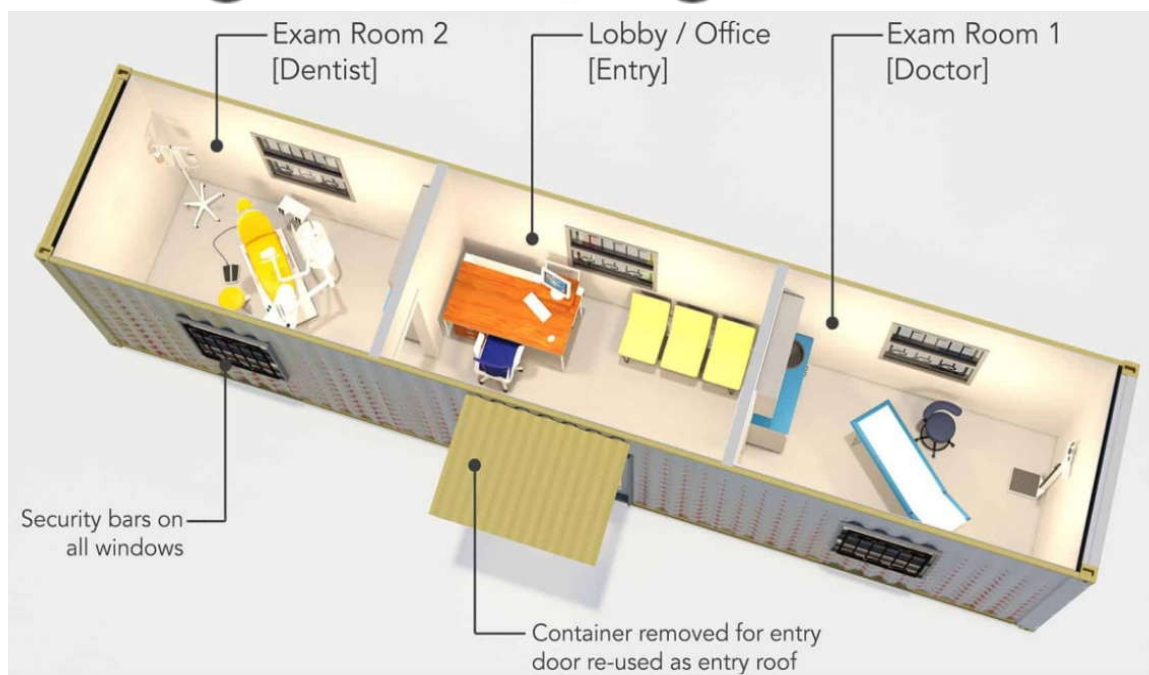 Exam Room 2
[Dentist]
Lobby / Office
[Entry]
Exam Room 1
[Doctor]
Security bars on
all windows
Container removed for entry
door re-used as entry roof